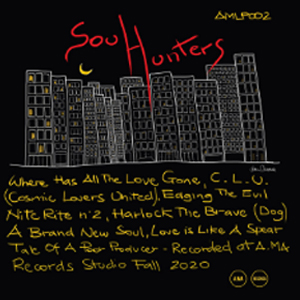 AMLP002
Soul Hunters
Where Has All The Love Gone, C.L.U.
(Cosmic Lovers United), Edging The Evil
Nite Rite n°2, Harlock The Brave (Dog)
A Brand New Soul, Love is Like A Spear
Tale Of A Poor Producer - Recorded at A.MA
Records Studio Fall 2020